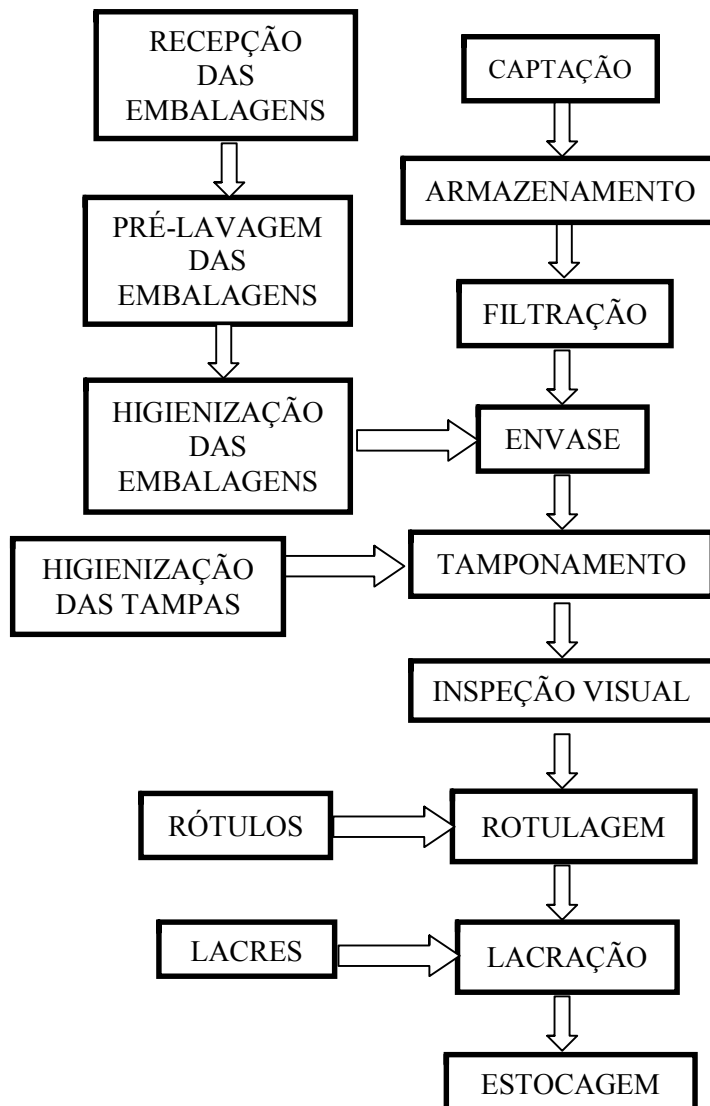 RECEPÇÃO
DAS
EMBALAGENS
CAPTAÇÃO
ARMAZENAMENTO
PRÉ-LAVAGEM
DAS
EMBALAGENS
FILTRAÇÃO
HIGIENIZAÇÃO
DAS
EMBALAGENS
ENVASE
HIGIENIZAÇÃO
DAS TAMPAS
TAMPONAMENTO
INSPEÇÃO VISUAL
RÓTULOS
ROTULAGEM
LACRES
LACRAÇÃO
ESTOCAGEM